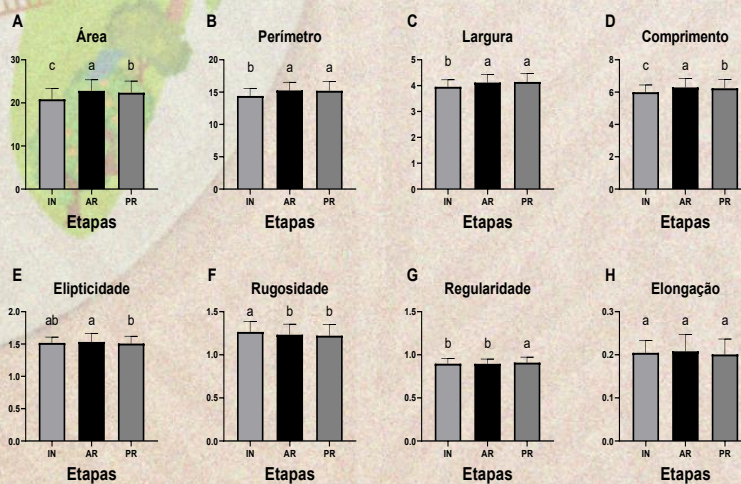 A
Área
30
20
10
0
c a b
IN AR PR
Etapas
B
Perímetro
20
15
10
5
0
b a a
IN AR PR
Etapas
C
Largura
5
4
3
2
1
0
b a a
IN AR PR
Etapas
D
Comprimento
8
6
4
2
0
c a b
IN AR PR
Etapas
E
Elipticidade
2.0
1.5
1.0
0.5
0.0
ab a b
IN AR PR
Etapas
F
Rugosidade
1.5
1.0
0.5
0.0
a b b
IN AR PR
Etapas
G
Regularidade
1.5
1.0
0.5
0.0
b b a
IN AR PR
Etapas
H
Elongação
0.3
0.2
0.1
0.0
a a a
IN AR PR
Etapas